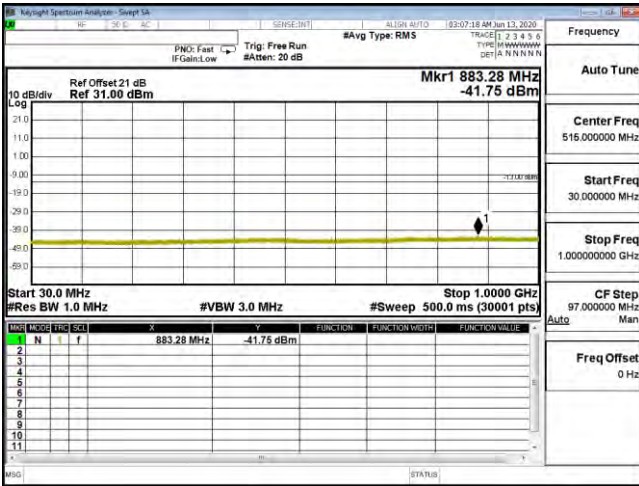 Keysight Spectrum Analyzer - Swept SA
RF 50 Ω AC SENSE:INT ALIGN AUTO 03:07:18 AM Jun 13, 2020
#Avg Type: RMS TRACE 1 2 3 4 5 6
PNO: Fast Trig: Free Run TYPE M WWWWW
IFGain:Low #Atten: 20 dB DET A N N N N N
Ref Offset 21 dB Mkr1 883.28 MHz
10 dB/div Ref 31.00 dBm -41.75 dBm
Log
21.0
11.0
1.00
-9.00
-13.00 dBm
-19.0
-29.0
-39.0
1
-49.0
-59.0
Start 30.0 MHz Stop 1.0000 GHz
#Res BW 1.0 MHz #VBW 3.0 MHz #Sweep 500.0 ms (30001 pts)
MKR MODE TRC SCL X Y FUNCTION FUNCTION WIDTH FUNCTION VALUE
1 N 1 f 883.28 MHz -41.75 dBm
2
3
4
5
6
7
8
9
10
11
MSG STATUS
Frequency
Auto Tune
Center Freq
515.000000 MHz
Start Freq
30.000000 MHz
Stop Freq
1.000000000 GHz
CF Step
97.000000 MHz
Auto Man
Freq Offset
0 Hz